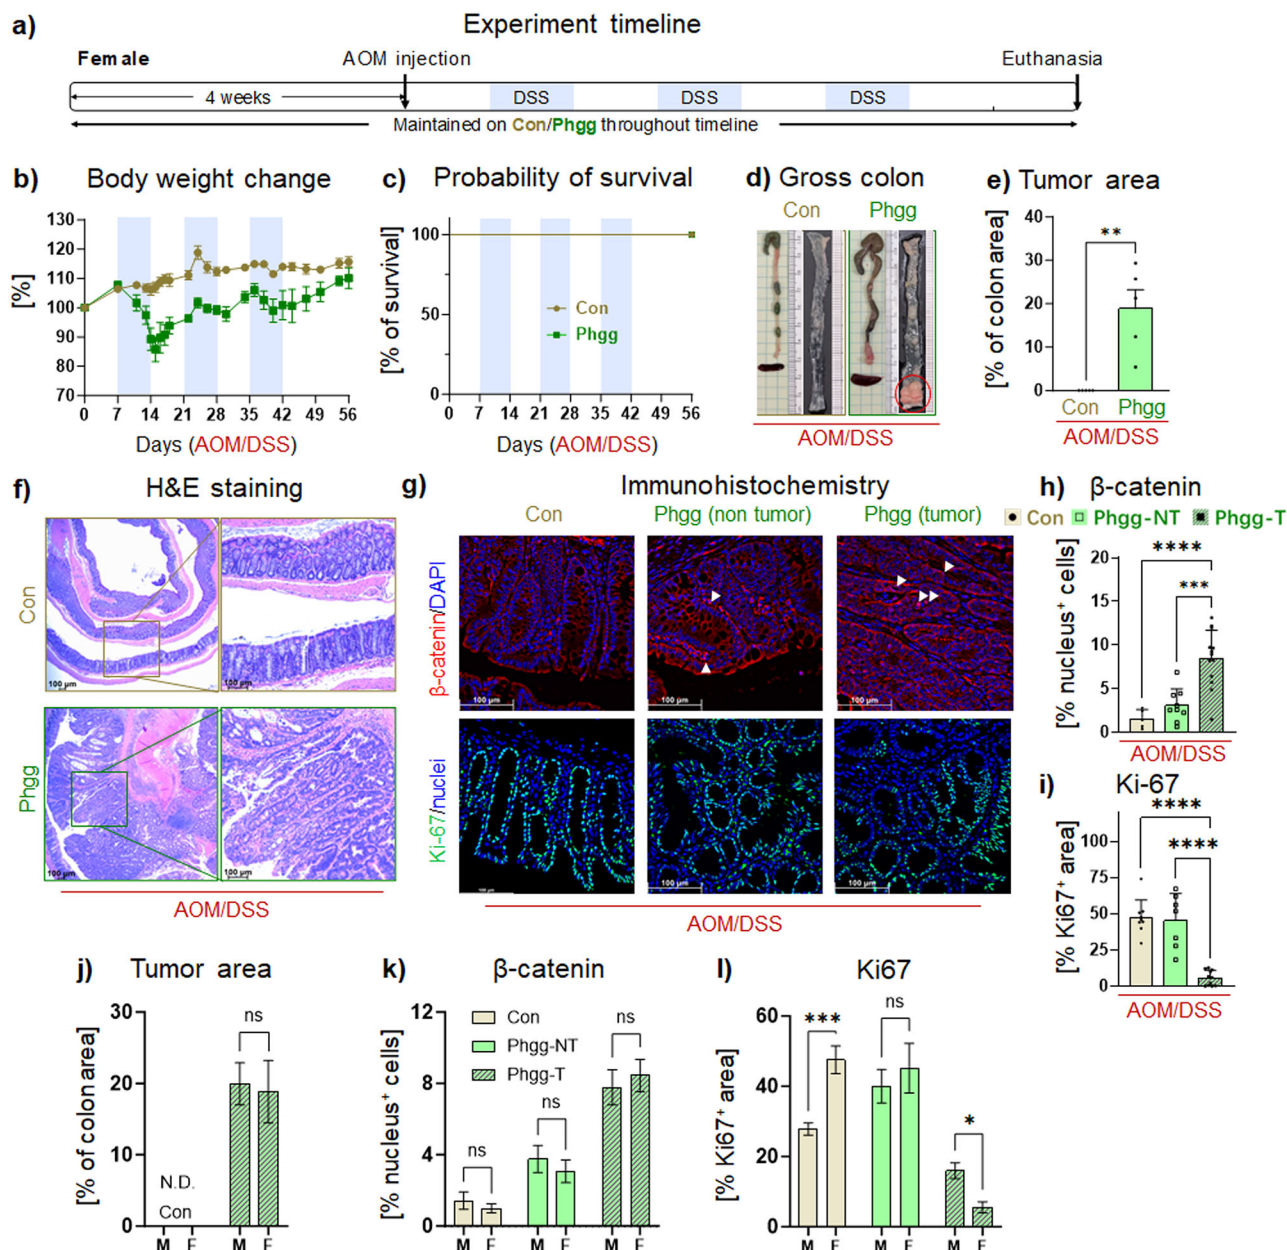 a) Experiment timeline
Female AOM injection Euthanasia
4 weeks DSS DSS DSS
Maintained on Con/Phgg throughout timeline
b) Body weight change
[%]
130
120
110
100
90
80
70
0 7 14 21 28 35 42 49 56
Days (AOM/DSS)
c) Probability of survival
[% of survival]
100
50
0
Con
Phgg
0 7 14 21 28 35 42 56
Days (AOM/DSS)
d) Gross colon
Con Phgg
AOM/DSS
e) Tumor area
[% of colon area]
40
30
20
10
0
**
Con Phgg
AOM/DSS
f) H&E staining
Con
100 µm 100 µm
Phgg
100 µm 100 µm
AOM/DSS
g) Immunohistochemistry
Con Phgg (non tumor) Phgg (tumor)
β-catenin/DAPI
100 µm 100 µm 100 µm
Ki-67/nuclei
100 µm 100 µm 100 µm
AOM/DSS
h) β-catenin
Con Phgg-NT Phgg-T
[% nucleus+ cells]
20
15
10
5
0
****
***
AOM/DSS
i) Ki-67
[% Ki67+ area]
100
75
50
25
0
****
****
AOM/DSS
j) Tumor area
[% of colon area]
30
20
10
0
ns
N.D.
Con
M F M F
k) β-catenin
[% nucleus+ cells]
12
8
4
0
Con
Phgg-NT
Phgg-T
ns ns ns
M F M F M F
l) Ki67
[% Ki67+ area]
60
40
20
0
*** ns *
M F M F M F